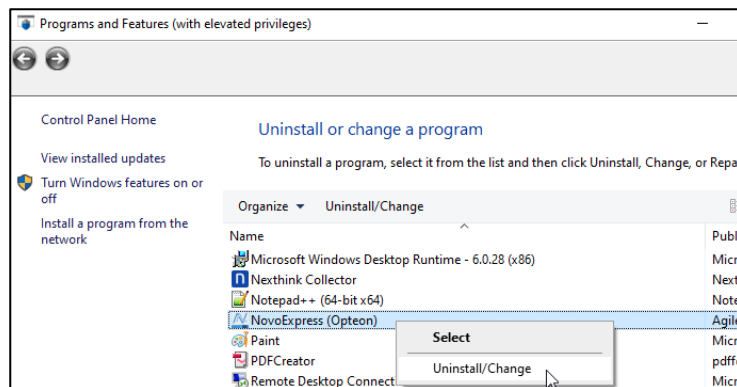 Programs and Features (with elevated privileges)
Control Panel Home
View installed updates
Turn Windows features on or
off
Install a program from the
network
Uninstall or change a program
To uninstall a program, select it from the list and then click Uninstall, Change, or Repa
Organize Uninstall/Change
Name Publ
Microsoft Windows Desktop Runtime - 6.0.28 (x86) Micr
Nexthink Collector Next
Notepad++ (64-bit x64) Note
NovoExpress (Opteon) Agile
Paint Micr
PDFCreator pdff
Remote Desktop Connect Micr
Select
Uninstall/Change